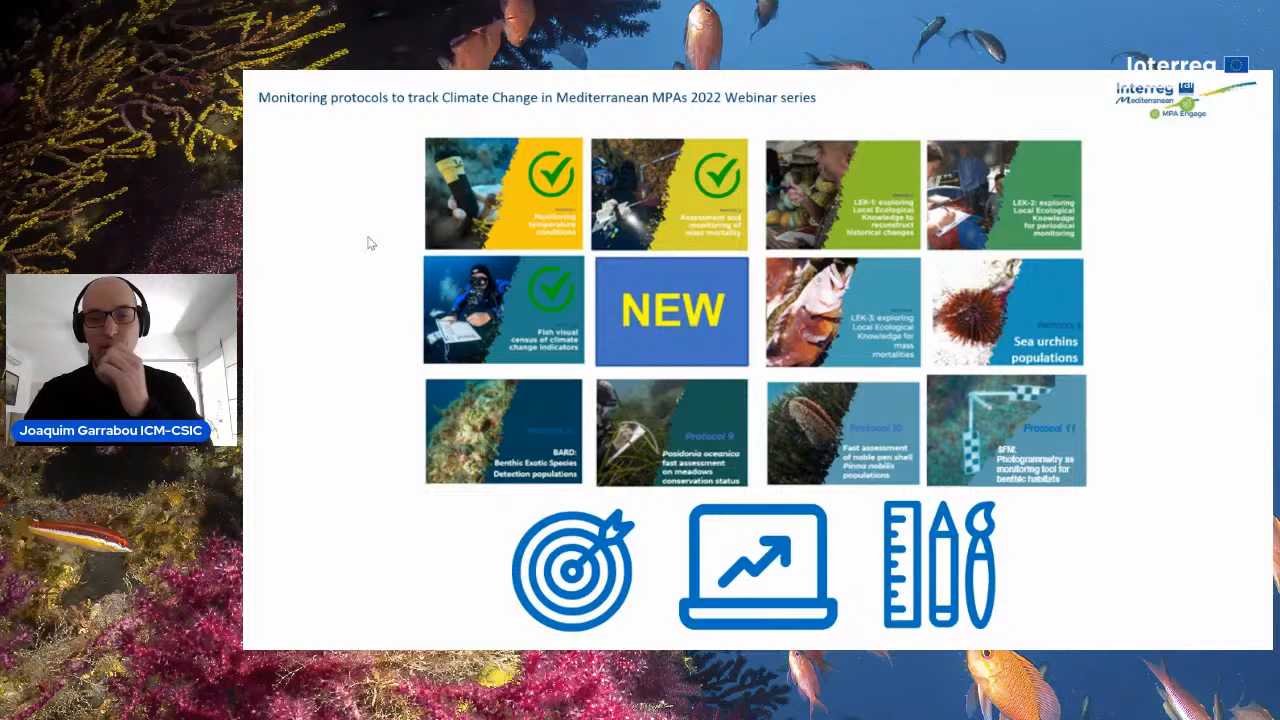 Interreg
Monitoring protocols to track Climate Change in Mediterranean MPAs 2022 Webinar series
Interreg
Mediterranean
MPA Engage
Monitoring
temperature
conditions
Assessment and
monitoring of
mass mortality
LEK-1: exploring
Local Ecological
Knowledge to
reconstruct
historical changes
LEK-2: exploring
Local Ecological
Knowledge
for periodical
monitoring
Fish visual
census of climate
change indicators
NEW
LEK-3: exploring
Local Ecological
Knowledge for
mass
mortalities
Sea urchins
populations
BARD:
Benthic Exotic Species
Detection populations
Protocol 9
Posidonia oceanica
fast assessment
on meadows
conservation status
Protocol 10
Fast assessment
of noble pen shell
Pinna nobilis
populations
Protocol 11
SFM:
Photogrammetry as
monitoring tool for
benthic habitats
Joaquim Garrabou ICM-CSIC